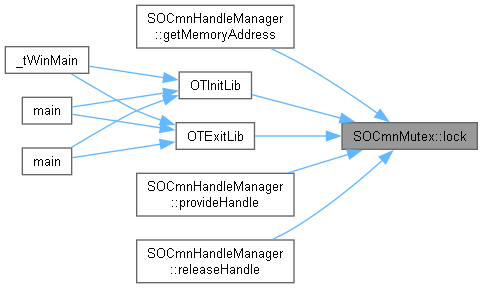 SOCmnHandleManager
::getMemoryAddress
_tWinMain
OTInitLib
main
SOCmnMutex::lock
OTExitLib
main
SOCmnHandleManager
::provideHandle
SOCmnHandleManager
::releaseHandle